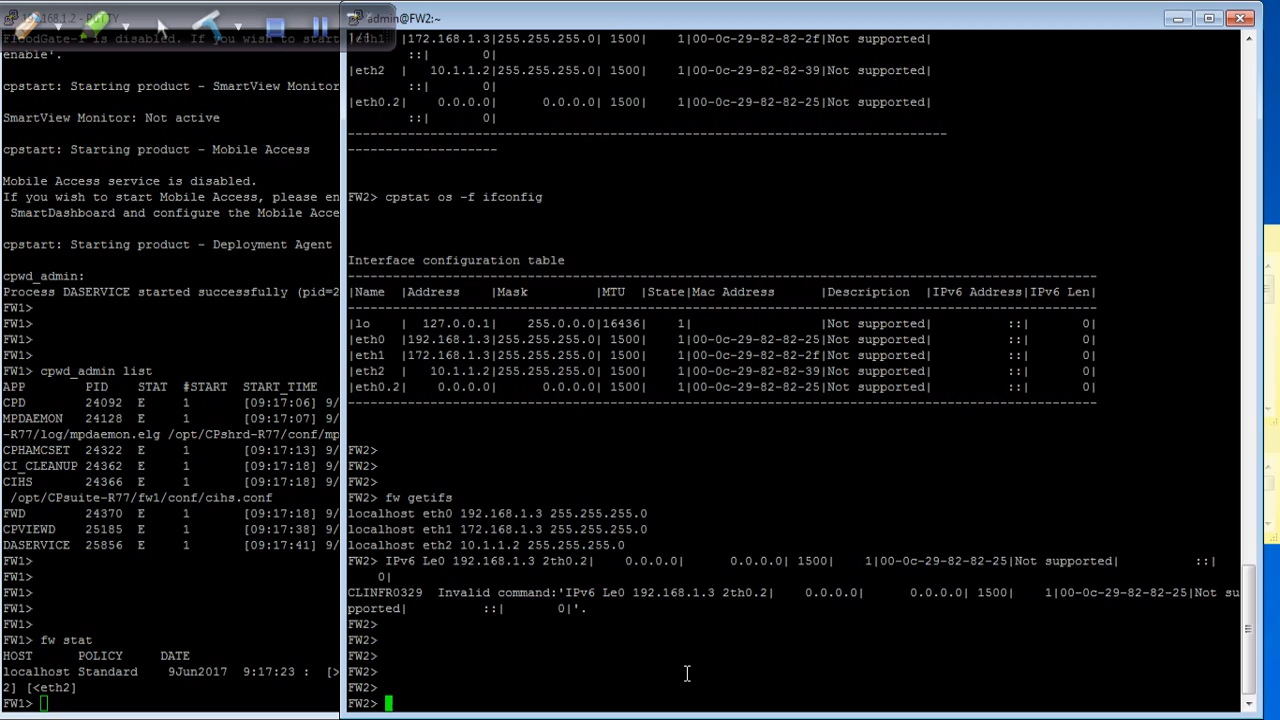 192.168.1.2 - PuTTY
FloodGate-1 is disabled. If you wish to start
enable'.
cpstart: Starting product - SmartView Monitor
SmartView Monitor: Not active
cpstart: Starting product - Mobile Access
Mobile Access service is disabled.
If you wish to start Mobile Access, please en
SmartDashboard and configure the Mobile Acce
cpstart: Starting product - Deployment Agent
cpwd_admin:
Process DASERVICE started successfully (pid=2
FW1>
FW1>
FW1>
FW1>
FW1> cpwd_admin list
APP PID STAT #START START_TIME
CPD 24092 E 1 [09:17:06] 9/
MPDAEMON 24128 E 1 [09:17:07] 9/
-R77/log/mpdaemon.elg /opt/CPshrd-R77/conf/mp
CPHAMCSET 24322 E 1 [09:17:13] 9/
CI_CLEANUP 24362 E 1 [09:17:18] 9/
CIHS 24366 E 1 [09:17:18] 9/
/opt/CPsuite-R77/fw1/conf/cihs.conf
FWD 24370 E 1 [09:17:18] 9/
CPVIEWD 25185 E 1 [09:17:38] 9/
DASERVICE 25856 E 1 [09:17:41] 9/
FW1>
FW1>
FW1>
FW1>
FW1>
FW1> fw stat
HOST POLICY DATE
localhost Standard 9Jun2017 9:17:23 : [>
2] [<eth2]
FW1>
admin@FW2:~
|eth1 |172.168.1.3|255.255.255.0| 1500| 1|00-0c-29-82-82-2f|Not supported|
::| 0|
|eth2 | 10.1.1.2|255.255.255.0| 1500| 1|00-0c-29-82-82-39|Not supported|
::| 0|
|eth0.2| 0.0.0.0| 0.0.0.0| 1500| 1|00-0c-29-82-82-25|Not supported|
::| 0|
--------------------------------------------------------------------------------
-------------------
FW2> cpstat os -f ifconfig
Interface configuration table
---------------------------------------------------------------------------------------------------
|Name |Address |Mask |MTU |State|Mac Address |Description |IPv6 Address|IPv6 Len|
---------------------------------------------------------------------------------------------------
|lo | 127.0.0.1| 255.0.0.0|16436| 1| |Not supported| ::| 0|
|eth0 |192.168.1.3|255.255.255.0| 1500| 1|00-0c-29-82-82-25|Not supported| ::| 0|
|eth1 |172.168.1.3|255.255.255.0| 1500| 1|00-0c-29-82-82-2f|Not supported| ::| 0|
|eth2 | 10.1.1.2|255.255.255.0| 1500| 1|00-0c-29-82-82-39|Not supported| ::| 0|
|eth0.2| 0.0.0.0| 0.0.0.0| 1500| 1|00-0c-29-82-82-25|Not supported| ::| 0|
---------------------------------------------------------------------------------------------------
FW2>
FW2>
FW2>
FW2> fw getifs
localhost eth0 192.168.1.3 255.255.255.0
localhost eth1 172.168.1.3 255.255.255.0
localhost eth2 10.1.1.2 255.255.255.0
FW2> IPv6 Le0 192.168.1.3 2th0.2| 0.0.0.0| 0.0.0.0| 1500| 1|00-0c-29-82-82-25|Not supported| ::|
0|
CLINFR0329 Invalid command:'IPv6 Le0 192.168.1.3 2th0.2| 0.0.0.0| 0.0.0.0| 1500| 1|00-0c-29-82-82-25|Not su
pported| ::| 0|'.
FW2>
FW2>
FW2>
FW2>
FW2>
FW2>